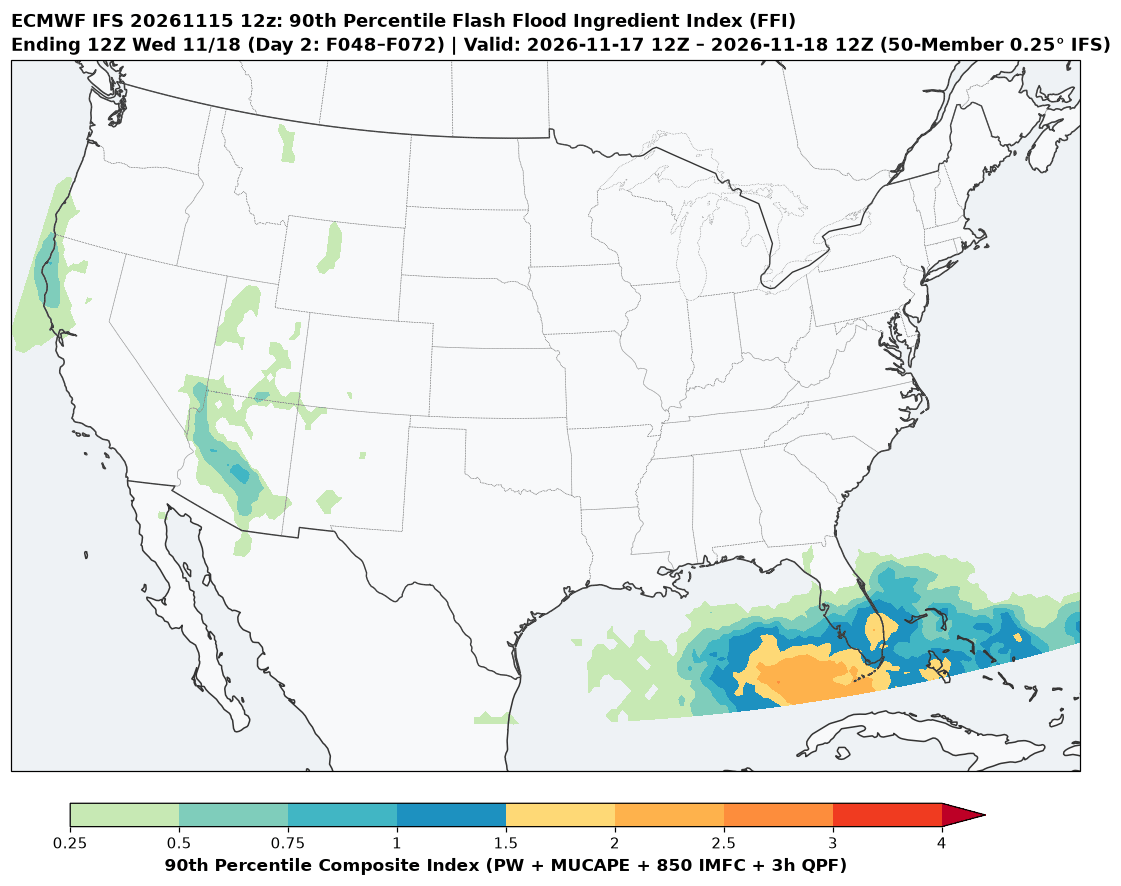 ECMWF IFS 20261115 12z: 90th Percentile Flash Flood Ingredient Index (FFI)
Ending 12Z Wed 11/18 (Day 2: F048–F072) | Valid: 2026-11-17 12Z – 2026-11-18 12Z (50-Member 0.25° IFS)
0.25 0.5 0.75 1 1.5 2 2.5 3 4
90th Percentile Composite Index (PW + MUCAPE + 850 IMFC + 3h QPF)